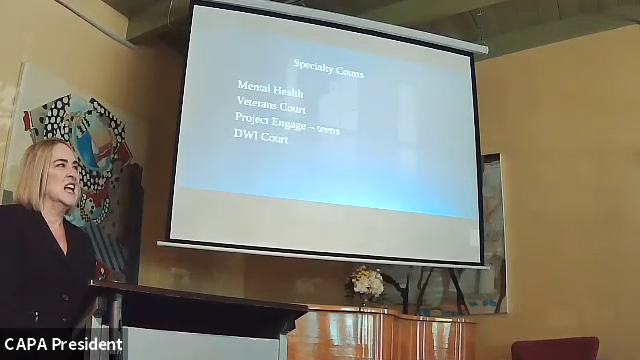 Specialty Courts
Mental Health
Veterans Court
Project Engage – teens
DWI Court
CAPA President